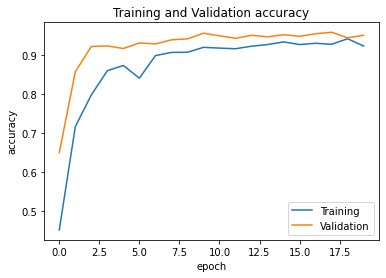 Training and Validation accuracy
accuracy
0.9
0.8
0.7
0.6
0.5
Training
Validation
0.0 2.5 5.0 7.5 10.0 12.5 15.0 17.5
epoch